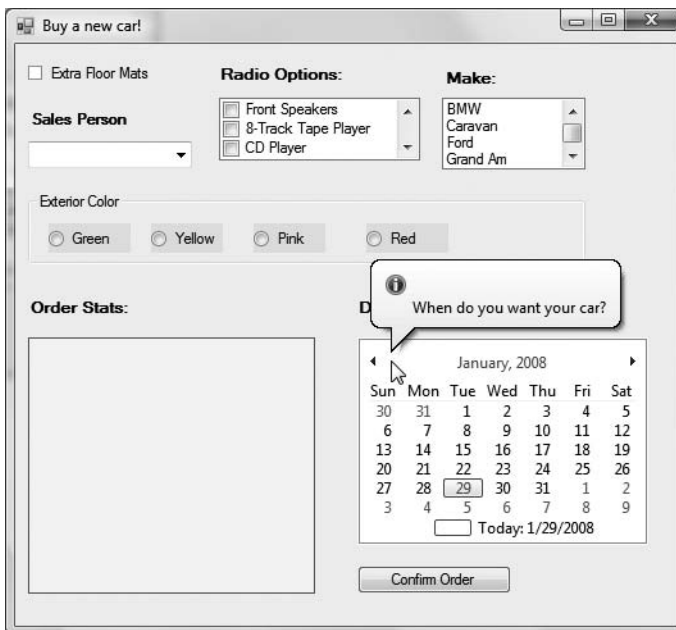 Buy a new car!
Extra Floor Mats
Radio Options:
Make:
Sales Person
Front Speakers
8-Track Tape Player
CD Player
BMW
Caravan
Ford
Grand Am
Exterior Color
Green Yellow Pink Red
When do you want your car?
Order Stats:
D
January, 2008
Sun Mon Tue Wed Thu Fri Sat
30 31 1 2 3 4 5
6 7 8 9 10 11 12
13 14 15 16 17 18 19
20 21 22 23 24 25 26
27 28 29 30 31 1 2
3 4 5 6 7 8 9
Today: 1/29/2008
Confirm Order